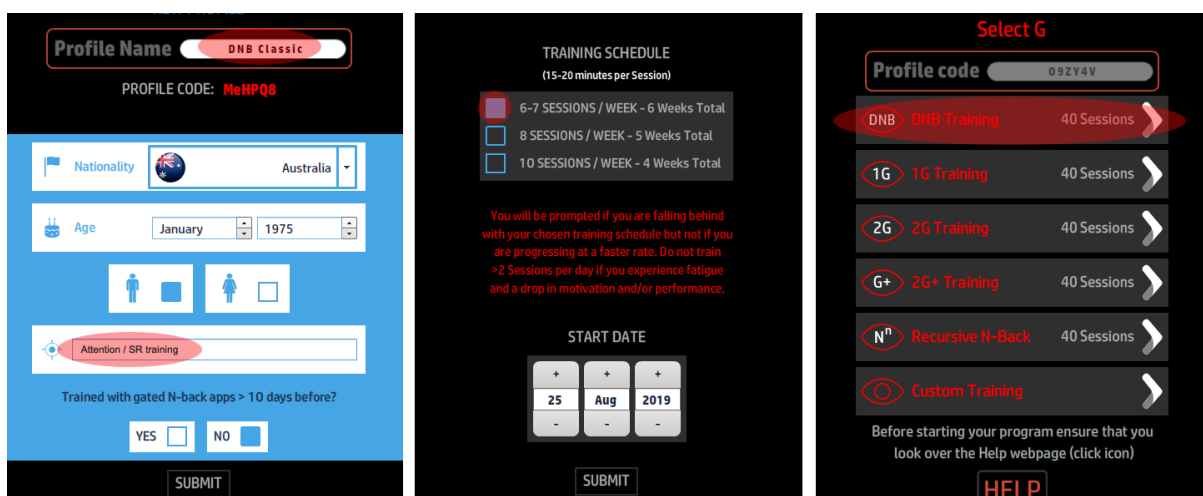 Profile Name DNB Classic
PROFILE CODE: MeHPQ8
Nationality Australia
Age January 1975
Attention / SR training
Trained with gated N-back apps > 10 days before?
YES NO
SUBMIT
TRAINING SCHEDULE
(15-20 minutes per Session)
6-7 SESSIONS / WEEK - 6 Weeks Total
8 SESSIONS / WEEK - 5 Weeks Total
10 SESSIONS / WEEK - 4 Weeks Total
You will be prompted if you are falling behind
with your chosen training schedule but not if you
are progressing at a faster rate. Do not train
>2 Sessions per day if you experience fatigue
and a drop in motivation and/or performance.
START DATE
+ + +
25 Aug 2019
- - -
SUBMIT
Select G
Profile code O9ZY4V
DNB DNB Training 40 Sessions
1G 1G Training 40 Sessions
2G 2G Training 40 Sessions
G+ 2G+ Training 40 Sessions
Nⁿ Recursive N-Back 40 Sessions
Custom Training
Before starting your program ensure that you
look over the Help webpage (click icon)
HELP